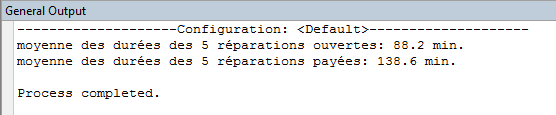 General Output
--------------------Configuration: <Default>--------------------
moyenne des durées des 5 réparations ouvertes: 88.2 min.
moyenne des durées des 5 réparations payées: 138.6 min.
Process completed.